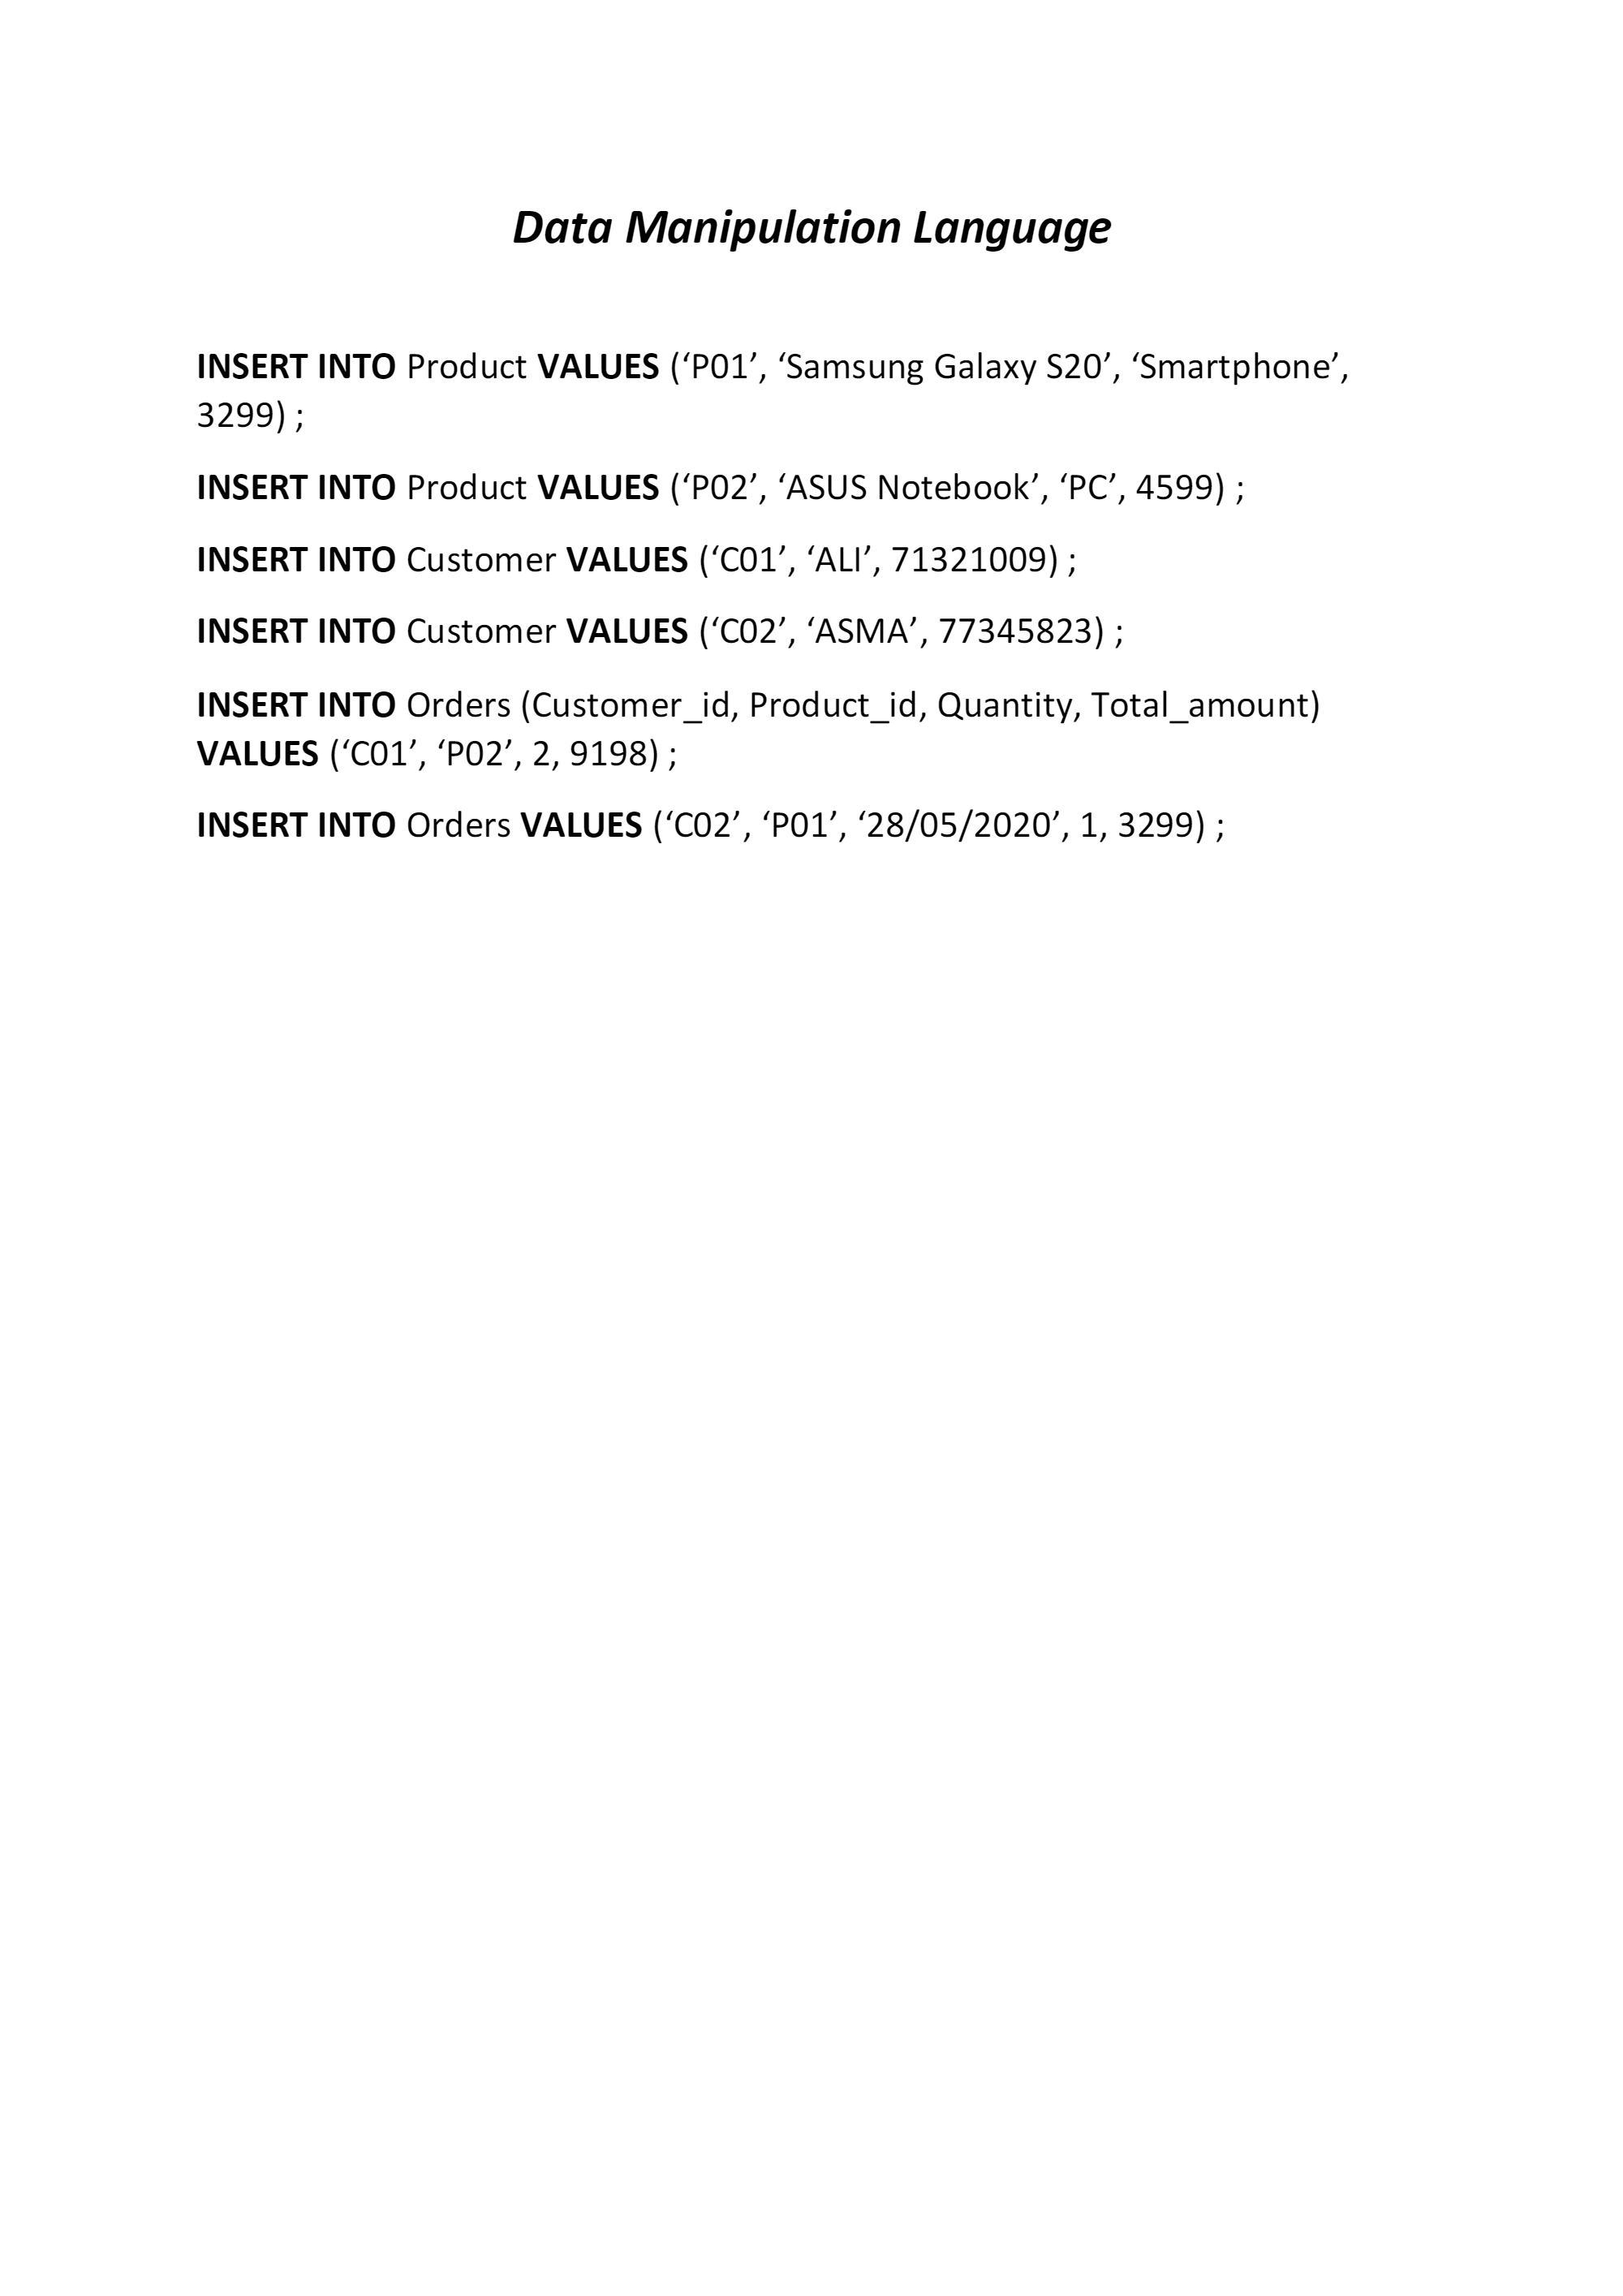 Data Manipulation Language
INSERT INTO Product VALUES (‘P01’, ‘Samsung Galaxy S20’, ‘Smartphone’,
3299) ;
INSERT INTO Product VALUES (‘P02’, ‘ASUS Notebook’, ‘PC’, 4599) ;
INSERT INTO Customer VALUES (‘C01’, ‘ALI’, 71321009) ;
INSERT INTO Customer VALUES (‘C02’, ‘ASMA’, 77345823) ;
INSERT INTO Orders (Customer_id, Product_id, Quantity, Total_amount)
VALUES (‘C01’, ‘P02’, 2, 9198) ;
INSERT INTO Orders VALUES (‘C02’, ‘P01’, ‘28/05/2020’, 1, 3299) ;